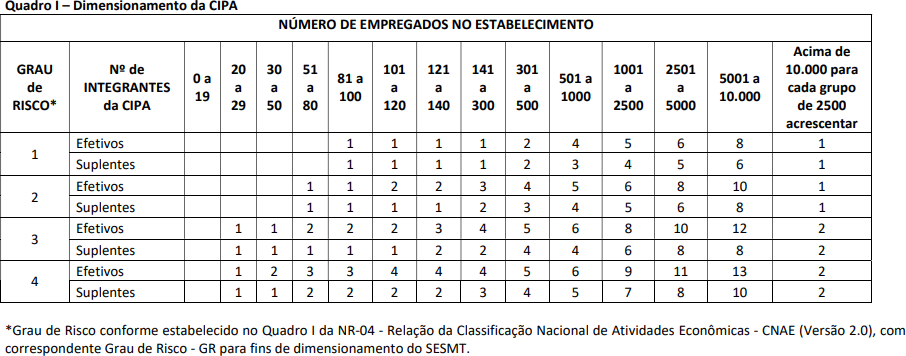 Quadro I – Dimensionamento da CIPA
NÚMERO DE EMPREGADOS NO ESTABELECIMENTO
GRAU de RISCO* Nº de INTEGRANTES da CIPA 0 a 19 20 a 29 30 a 50 51 a 80 81 a 100 101 a 120 121 a 140 141 a 300 301 a 500 501 a 1000 1001 a 2500 2501 a 5000 5001 a 10.000 Acima de 10.000 para cada grupo de 2500 acrescentar
1 Efetivos 1 1 1 1 2 4 5 6 8 1
Suplentes 1 1 1 1 2 3 4 5 6 1
2 Efetivos 1 1 2 2 3 4 5 6 8 10 1
Suplentes 1 1 1 1 2 3 4 5 6 8 1
3 Efetivos 1 1 2 2 2 3 4 5 6 8 10 12 2
Suplentes 1 1 1 1 1 2 2 4 4 6 8 8 2
4 Efetivos 1 2 3 3 4 4 4 5 6 9 11 13 2
Suplentes 1 1 2 2 2 2 3 4 5 7 8 10 2
*Grau de Risco conforme estabelecido no Quadro I da NR-04 - Relação da Classificação Nacional de Atividades Econômicas - CNAE (Versão 2.0), com
correspondente Grau de Risco - GR para fins de dimensionamento do SESMT.